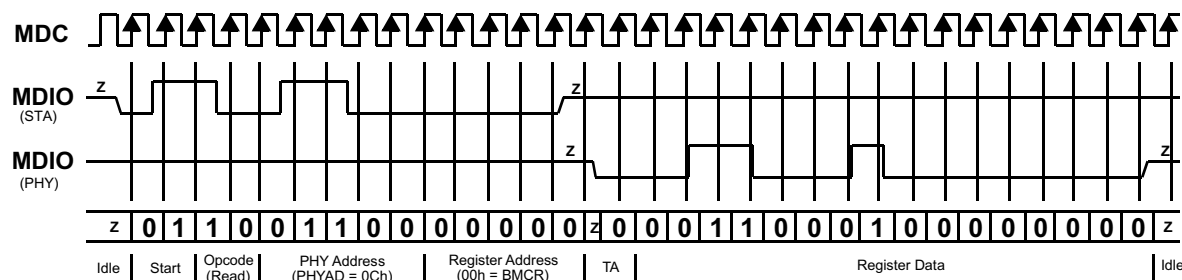 MDC
z
MDIO
(STA)
z
MDIO
(PHY)
z
z
z 0 1 1 0 0 1 1 0 0 0 0 0 0 0 z 0 0 0 1 1 0 0 0 1 0 0 0 0 0 0 0 0 z
Idle
Start
Opcode
(Read)
PHY Address
(PHYAD = 0Ch)
Register Address
(00h = BMCR)
TA
Register Data
Idle